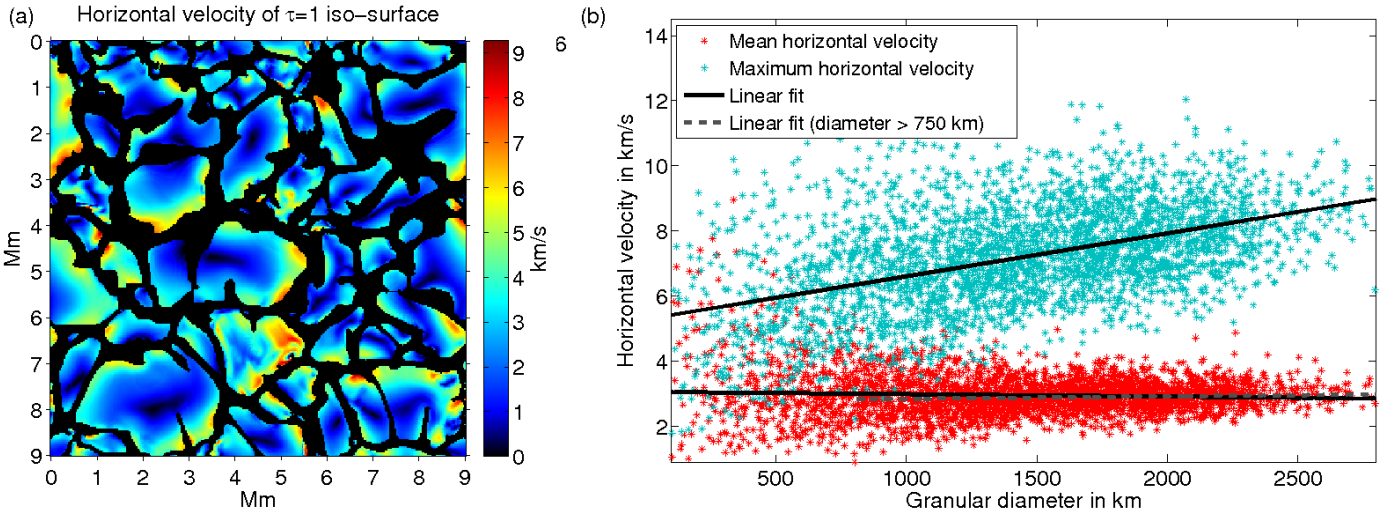 (a) Horizontal velocity of τ=1 iso−surface
0
1
2
3
4
5
6
7
8
9
Mm
0 1 2 3 4 5 6 7 8 9
Mm
9
8
7
6
5
4
3
2
1
0
km/s
6
(b)
Mean horizontal velocity
Maximum horizontal velocity
Linear fit
Linear fit (diameter > 750 km)
14
12
10
8
6
4
2
Horizontal velocity in km/s
500 1000 1500 2000 2500
Granular diameter in km